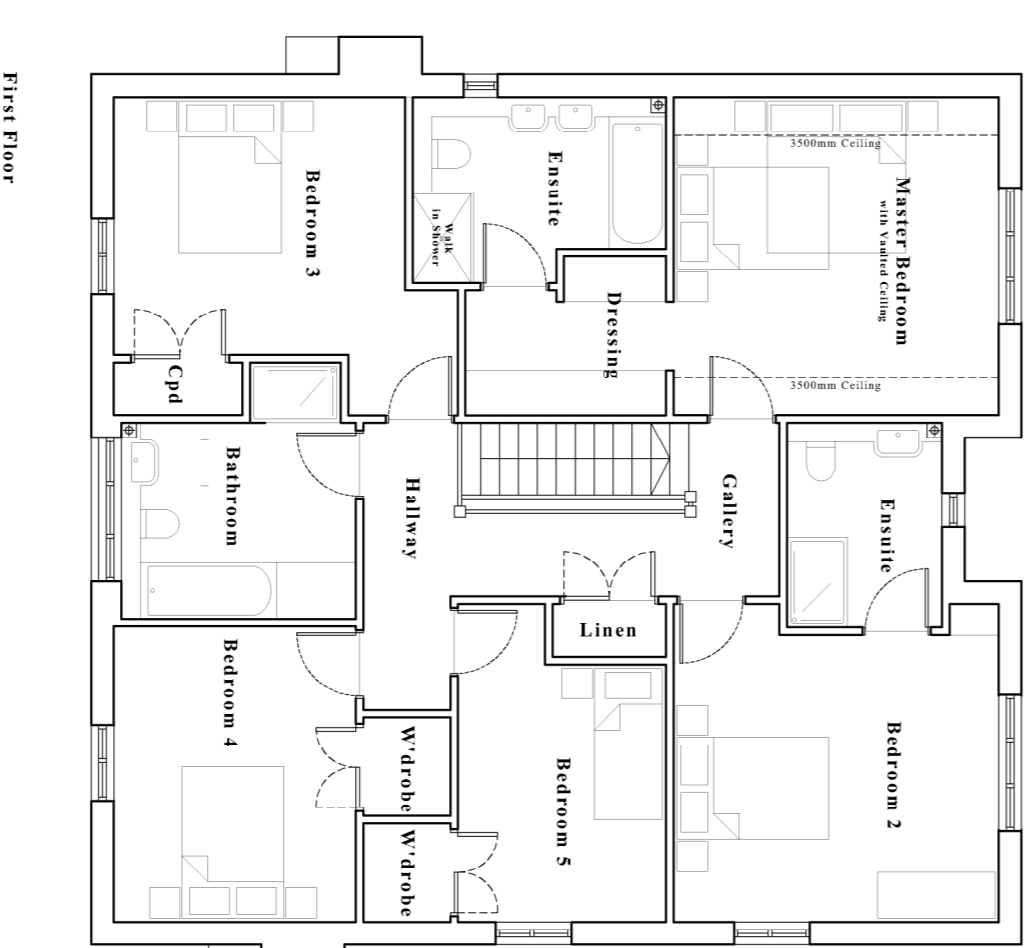 First Floor
Bedroom 3
Ensuite
Walk
in Shower
3500mm Ceiling
Master Bedroom
with Vaulted Ceiling
Dressing
Cpd
3500mm Ceiling
Bathroom
Hallway
Gallery
Ensuite
Linen
Bedroom 4
W'drobe
Bedroom 5
Bedroom 2
W'drobe